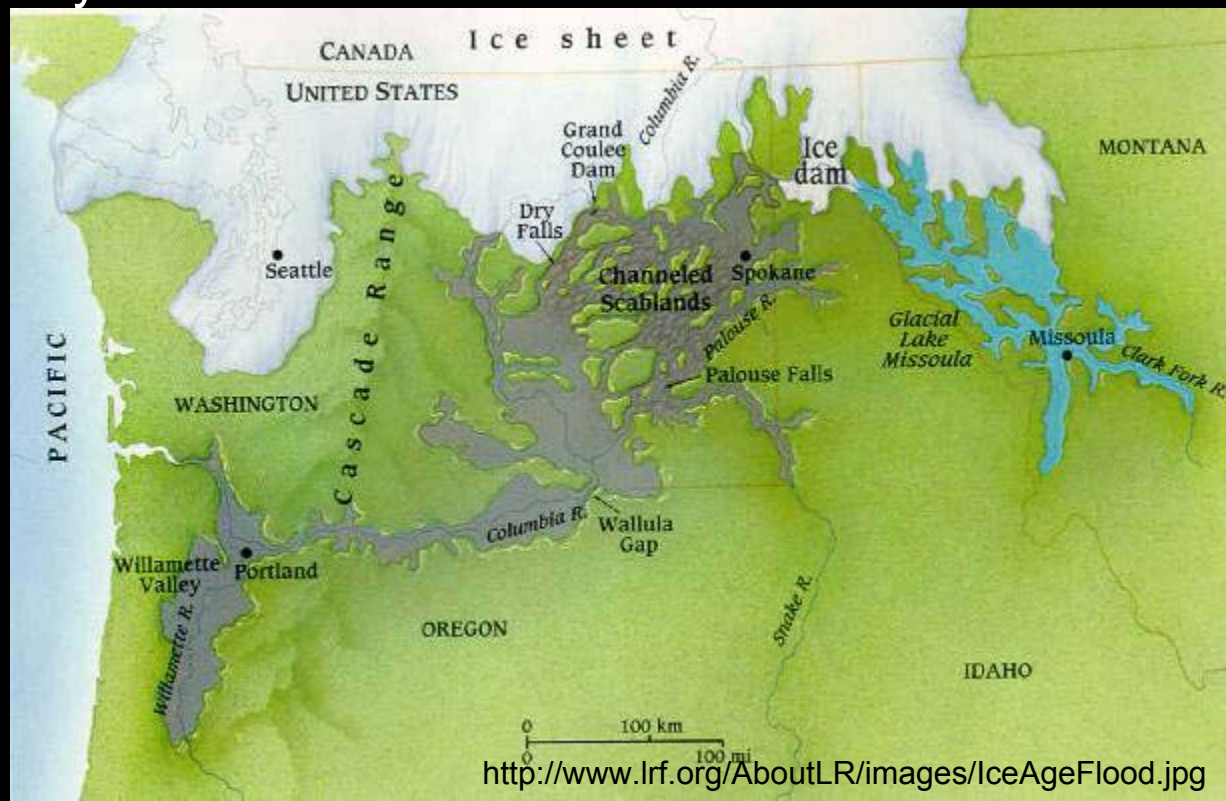 Ice sheet
CANADA
UNITED STATES
Columbia R.
Grand
Coulee
Dam
Ice
dam
MONTANA
Dry
Falls
Cascade Range
Seattle
Channeled
Scablands
Spokane
Palouse R.
Glacial
Lake
Missoula
Missoula
Clark Fork R.
PACIFIC
WASHINGTON
Palouse Falls
Columbia R.
Wallula
Gap
Willamette
Valley
Portland
Willamette R.
OREGON
Snake R.
IDAHO
0 100 km
0 100 mi
http://www.lrf.org/AboutLR/images/IceAgeFlood.jpg